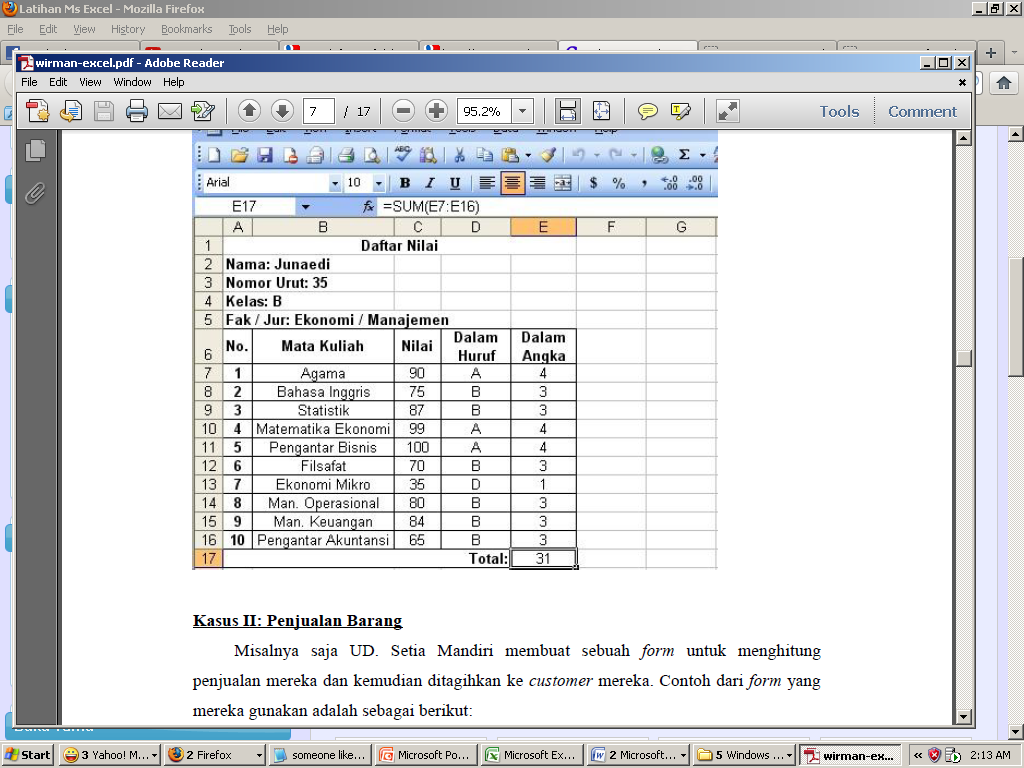 Latihan Ms Excel - Mozilla Firefox
File Edit View History Bookmarks Tools Help
wirman-excel.pdf - Adobe Reader
File Edit View Window Help
7 / 17 95.2% Tools Comment
Arial 10 B I U $ % ,
E17 fx =SUM(E7:E16)
A B C D E F G
1 Daftar Nilai
2 Nama: Junaedi
3 Nomor Urut: 35
4 Kelas: B
5 Fak / Jur: Ekonomi / Manajemen
6 No. Mata Kuliah Nilai Dalam Huruf Dalam Angka
7 1 Agama 90 A 4
8 2 Bahasa Inggris 75 B 3
9 3 Statistik 87 B 3
10 4 Matematika Ekonomi 99 A 4
11 5 Pengantar Bisnis 100 A 4
12 6 Filsafat 70 B 3
13 7 Ekonomi Mikro 35 D 1
14 8 Man. Operasional 80 B 3
15 9 Man. Keuangan 84 B 3
16 10 Pengantar Akuntansi 65 B 3
17 Total: 31
Kasus II: Penjualan Barang
Misalnya saja UD. Setia Mandiri membuat sebuah form untuk menghitung
penjualan mereka dan kemudian ditagihkan ke customer mereka. Contoh dari form yang
mereka gunakan adalah sebagai berikut:
Start 3 Yahoo! M... 2 Firefox someone like... Microsoft Po... Microsoft Ex... 2 Microsoft... 5 Windows ... wirman-ex... « 2:13 AM